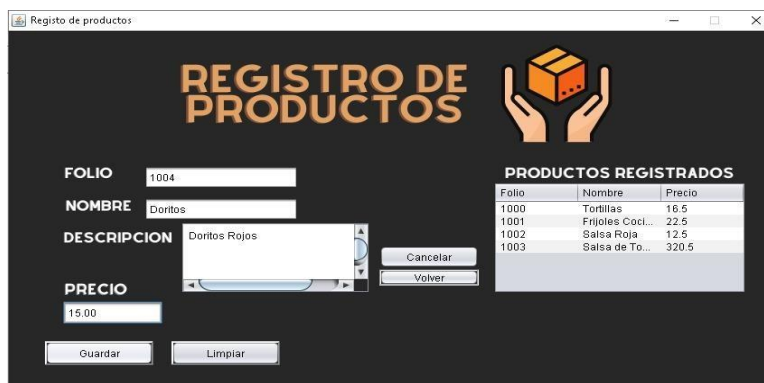 Registo de productos
REGISTRO DE
PRODUCTOS
FOLIO 1004
NOMBRE Doritos
DESCRIPCION Doritos Rojos
PRECIO
15.00
Cancelar
Volver
Guardar Limpiar
PRODUCTOS REGISTRADOS
Folio Nombre Precio
1000 Tortillas 16.5
1001 Frijoles Coci... 22.5
1002 Salsa Roja 12.5
1003 Salsa de To... 320.5